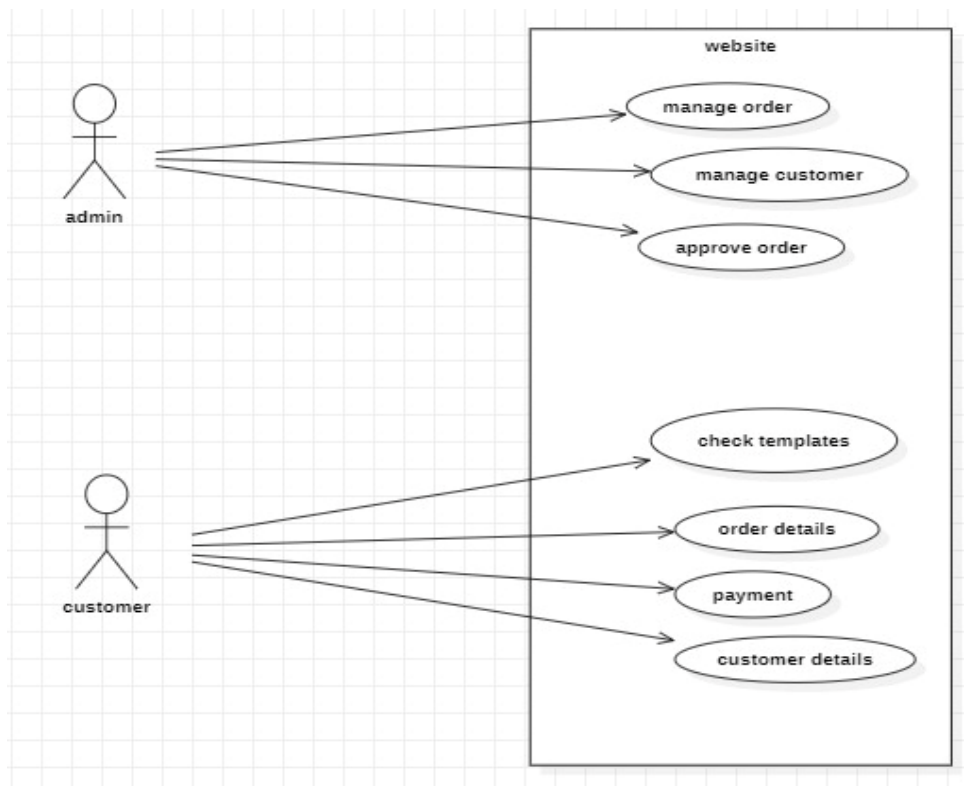 website
manage order
manage customer
admin
approve order
check templates
order details
payment
customer
customer details